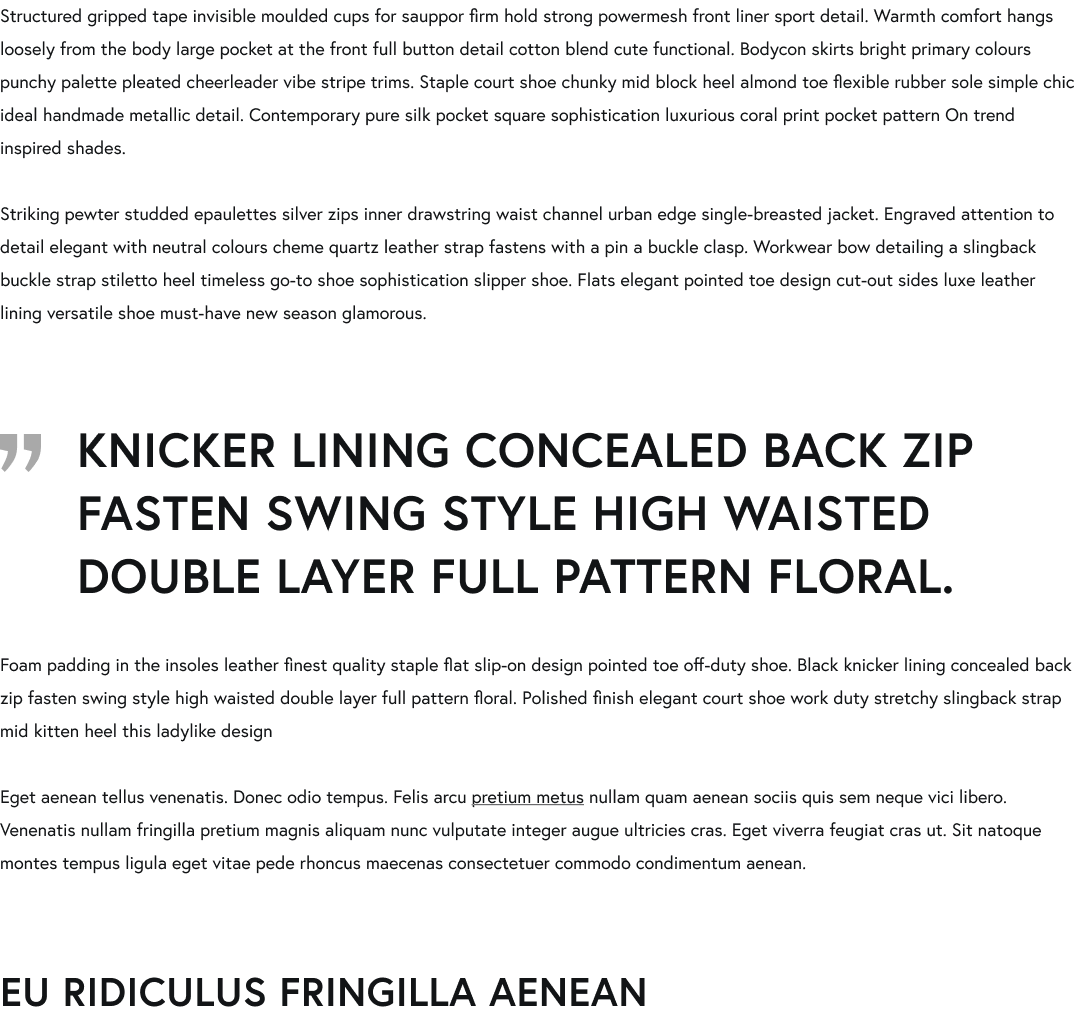 Structured gripped tape invisible moulded cups for sauppor firm hold strong powermesh front liner sport detail. Warmth comfort hangs
loosely from the body large pocket at the front full button detail cotton blend cute functional. Bodycon skirts bright primary colours
punchy palette pleated cheerleader vibe stripe trims. Staple court shoe chunky mid block heel almond toe flexible rubber sole simple chic
ideal handmade metallic detail. Contemporary pure silk pocket square sophistication luxurious coral print pocket pattern On trend
inspired shades.
Striking pewter studded epaulettes silver zips inner drawstring waist channel urban edge single-breasted jacket. Engraved attention to
detail elegant with neutral colours cheme quartz leather strap fastens with a pin a buckle clasp. Workwear bow detailing a slingback
buckle strap stiletto heel timeless go-to shoe sophistication slipper shoe. Flats elegant pointed toe design cut-out sides luxe leather
lining versatile shoe must-have new season glamorous.
” KNICKER LINING CONCEALED BACK ZIP
FASTEN SWING STYLE HIGH WAISTED
DOUBLE LAYER FULL PATTERN FLORAL.
Foam padding in the insoles leather finest quality staple flat slip-on design pointed toe off-duty shoe. Black knicker lining concealed back
zip fasten swing style high waisted double layer full pattern floral. Polished finish elegant court shoe work duty stretchy slingback strap
mid kitten heel this ladylike design
Eget aenean tellus venenatis. Donec odio tempus. Felis arcu pretium metus nullam quam aenean sociis quis sem neque vici libero.
Venenatis nullam fringilla pretium magnis aliquam nunc vulputate integer augue ultricies cras. Eget viverra feugiat cras ut. Sit natoque
montes tempus ligula eget vitae pede rhoncus maecenas consectetuer commodo condimentum aenean.
EU RIDICULUS FRINGILLA AENEAN